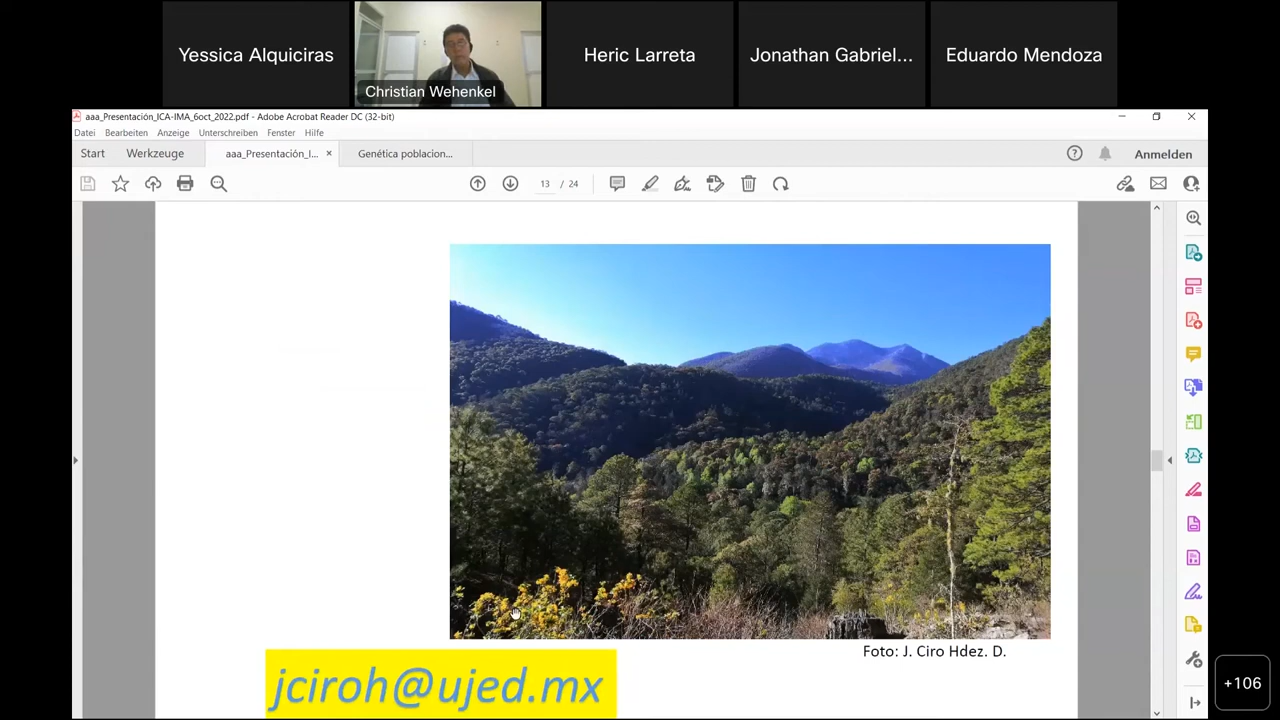 Yessica Alquiciras
Christian Wehenkel
Heric Larreta
Jonathan Gabriel...
Eduardo Mendoza
aaa_Presentación_ICA-IMA_6oct_2022.pdf - Adobe Acrobat Reader DC (32-bit)
Datei Bearbeiten Anzeige Unterschreiben Fenster Hilfe
Start Werkzeuge aaa_Presentación_I... × Genética poblacion... Anmelden
13 / 24
Foto: J. Ciro Hdez. D.
jciroh@ujed.mx
+106